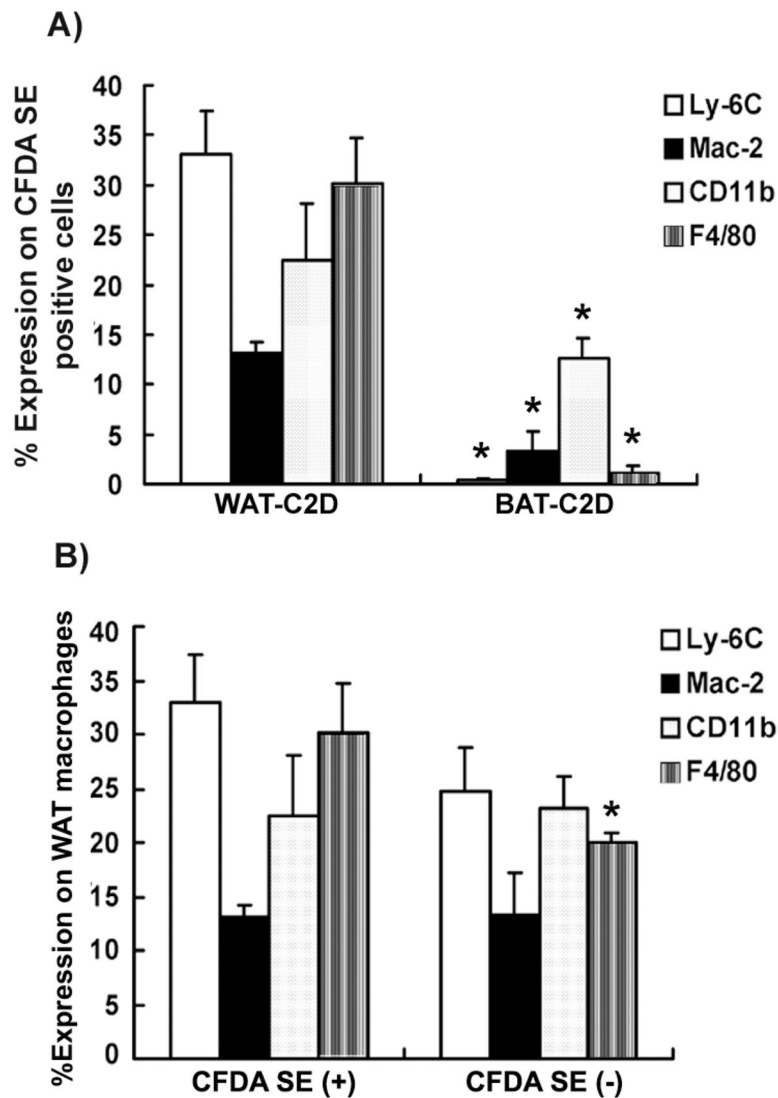 A)
% Expression on CFDA SE
positive cells
40
35
30
25
20
15
10
5
0
Ly-6C
Mac-2
CD11b
F4/80
*
*
*
*
WAT-C2D
BAT-C2D
B)
%Expression on WAT macrophages
40
35
30
25
20
15
10
5
0
Ly-6C
Mac-2
CD11b
F4/80
*
CFDA SE (+)
CFDA SE (-)